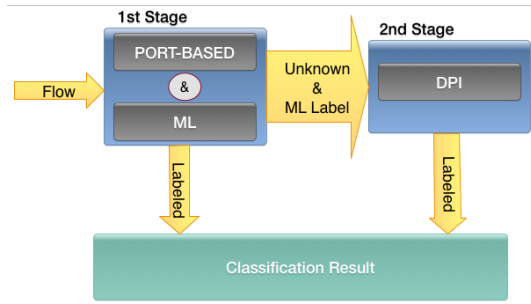 1st Stage
PORT-BASED
&
ML
Flow
Unknown
&
ML Label
2nd Stage
DPI
Labeled
Labeled
Classification Result